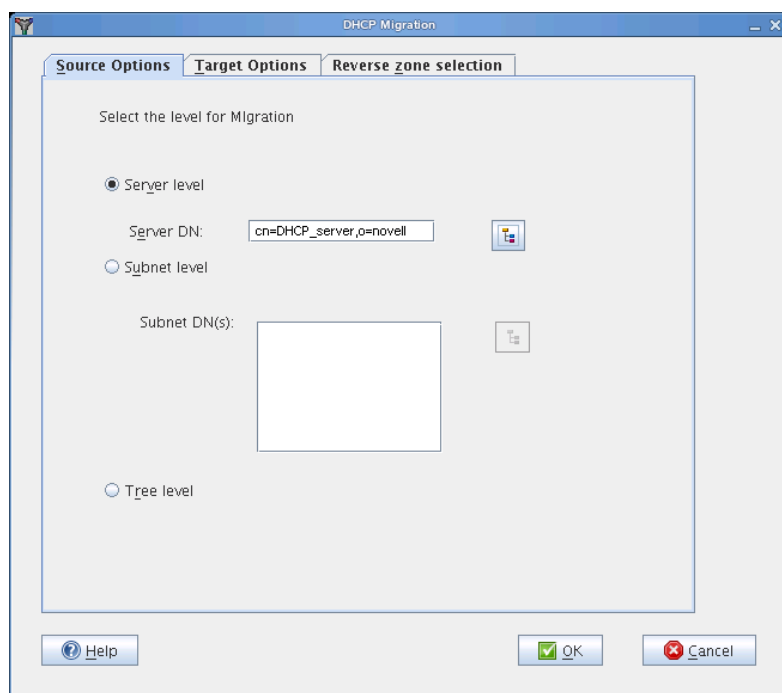 DHCP Migration
Source Options Target Options Reverse zone selection
Select the level for MIgration
Server level
Server DN: cn=DHCP_server,o=novell
Subnet level
Subnet DN(s):
Tree level
Help OK Cancel